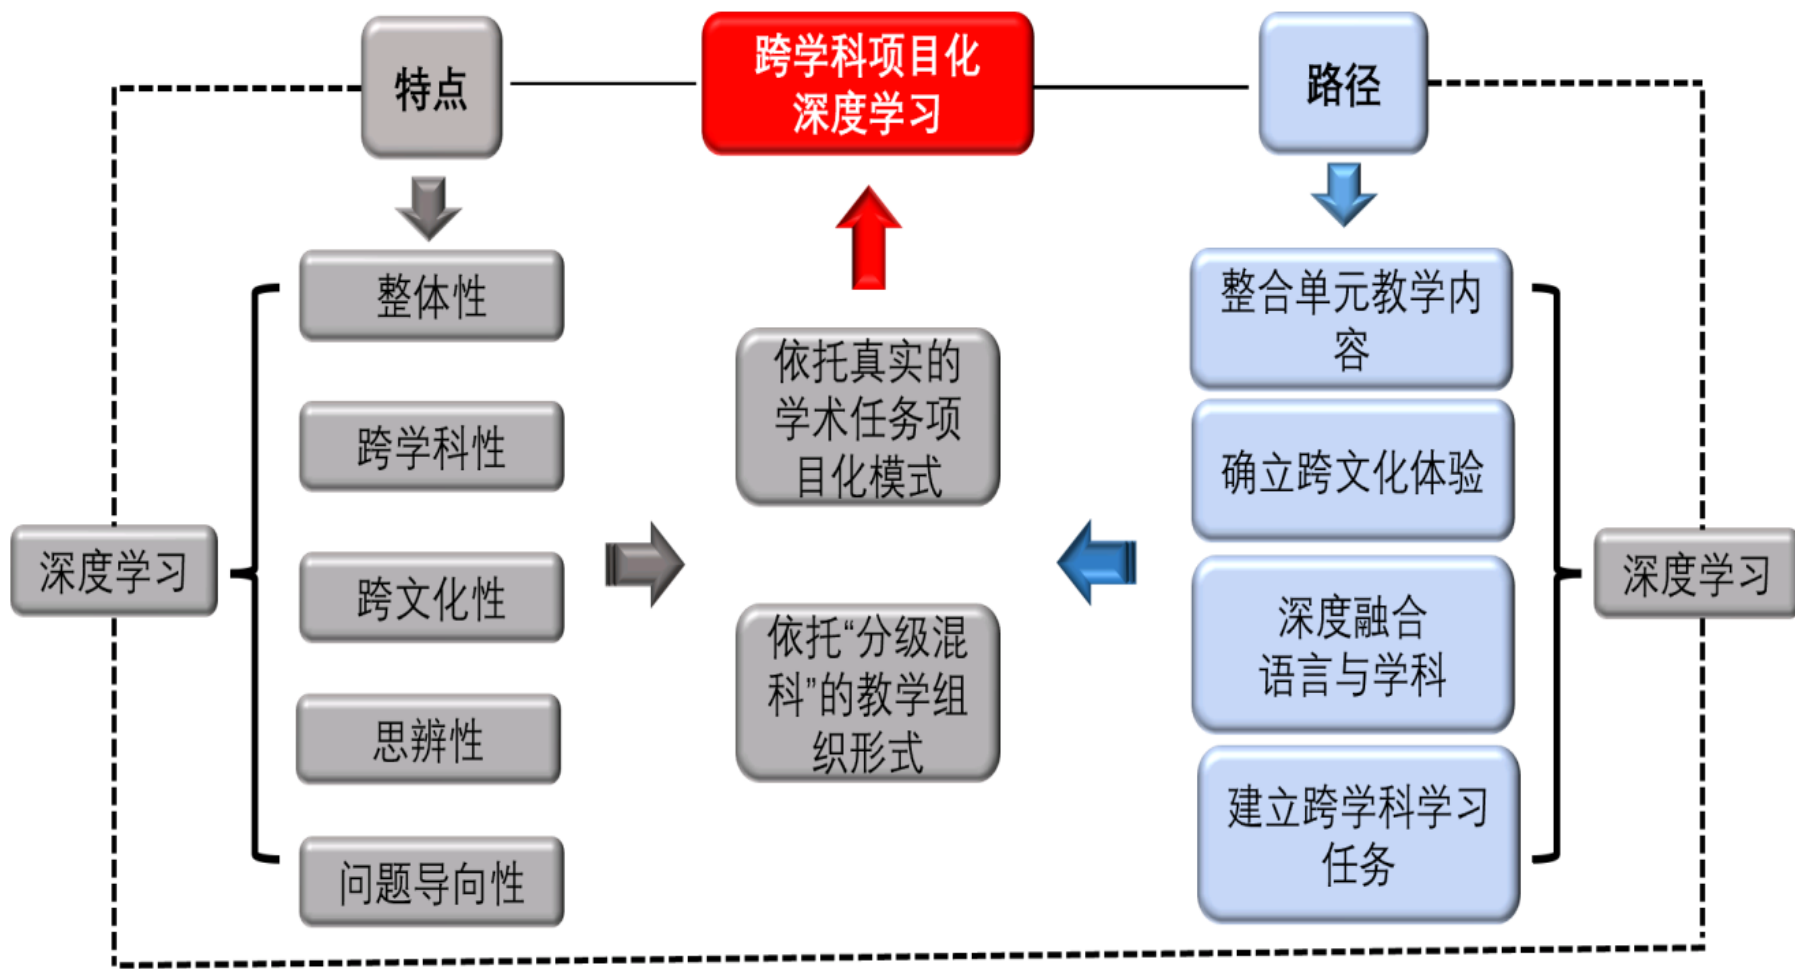 特点
跨学科项目化
深度学习
路径
整体性
跨学科性
跨文化性
思辨性
问题导向性
深度学习
依托真实的
学术任务项
目化模式
依托“分级混
科”的教学组
织形式
整合单元教学内
容
确立跨文化体验
深度融合
语言与学科
建立跨学科学习
任务
深度学习